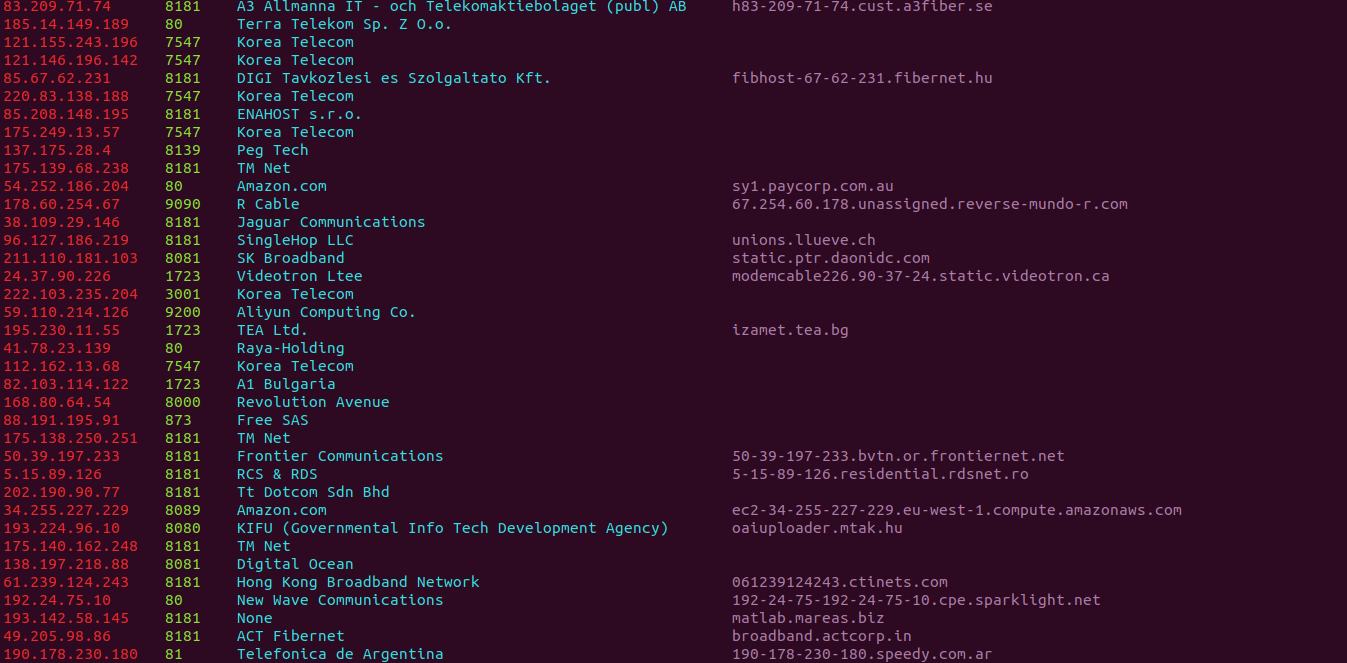 83.209.71.74 8181 A3 Allmanna IT - och Telekomaktiebolaget (publ) AB h83-209-71-74.cust.a3fiber.se
185.14.149.189 80 Terra Telekom Sp. Z O.o.
121.155.243.196 7547 Korea Telecom
121.146.196.142 7547 Korea Telecom
85.67.62.231 8181 DIGI Tavkozlesi es Szolgaltato Kft. fibhost-67-62-231.fibernet.hu
220.83.138.188 7547 Korea Telecom
85.208.148.195 8181 ENAHOST s.r.o.
175.249.13.57 7547 Korea Telecom
137.175.28.4 8139 Peg Tech
175.139.68.238 8181 TM Net
54.252.186.204 80 Amazon.com sy1.paycorp.com.au
178.60.254.67 9090 R Cable 67.254.60.178.unassigned.reverse-mundo-r.com
38.109.29.146 8181 Jaguar Communications
96.127.186.219 8181 SingleHop LLC unions.llueve.ch
211.110.181.103 8081 SK Broadband static.ptr.daonidc.com
24.37.90.226 1723 Videotron Ltee modemcable226.90-37-24.static.videotron.ca
222.103.235.204 3001 Korea Telecom
59.110.214.126 9200 Aliyun Computing Co.
195.230.11.55 1723 TEA Ltd. izamet.tea.bg
41.78.23.139 80 Raya-Holding
112.162.13.68 7547 Korea Telecom
82.103.114.122 1723 A1 Bulgaria
168.80.64.54 8000 Revolution Avenue
88.191.195.91 873 Free SAS
175.138.250.251 8181 TM Net
50.39.197.233 8181 Frontier Communications 50-39-197-233.bvtn.or.frontiernet.net
5.15.89.126 8181 RCS & RDS 5-15-89-126.residential.rdsnet.ro
202.190.90.77 8181 Tt Dotcom Sdn Bhd
34.255.227.229 8089 Amazon.com ec2-34-255-227-229.eu-west-1.compute.amazonaws.com
193.224.96.10 8080 KIFU (Governmental Info Tech Development Agency) oaiuploader.mtak.hu
175.140.162.248 8181 TM Net
138.197.218.88 8081 Digital Ocean
61.239.124.243 8181 Hong Kong Broadband Network 061239124243.ctinets.com
192.24.75.10 80 New Wave Communications 192-24-75-192-24-75-10.cpe.sparklight.net
193.142.58.145 8181 None matlab.mareas.biz
49.205.98.86 8181 ACT Fibernet broadband.actcorp.in
190.178.230.180 81 Telefonica de Argentina 190-178-230-180.speedy.com.ar